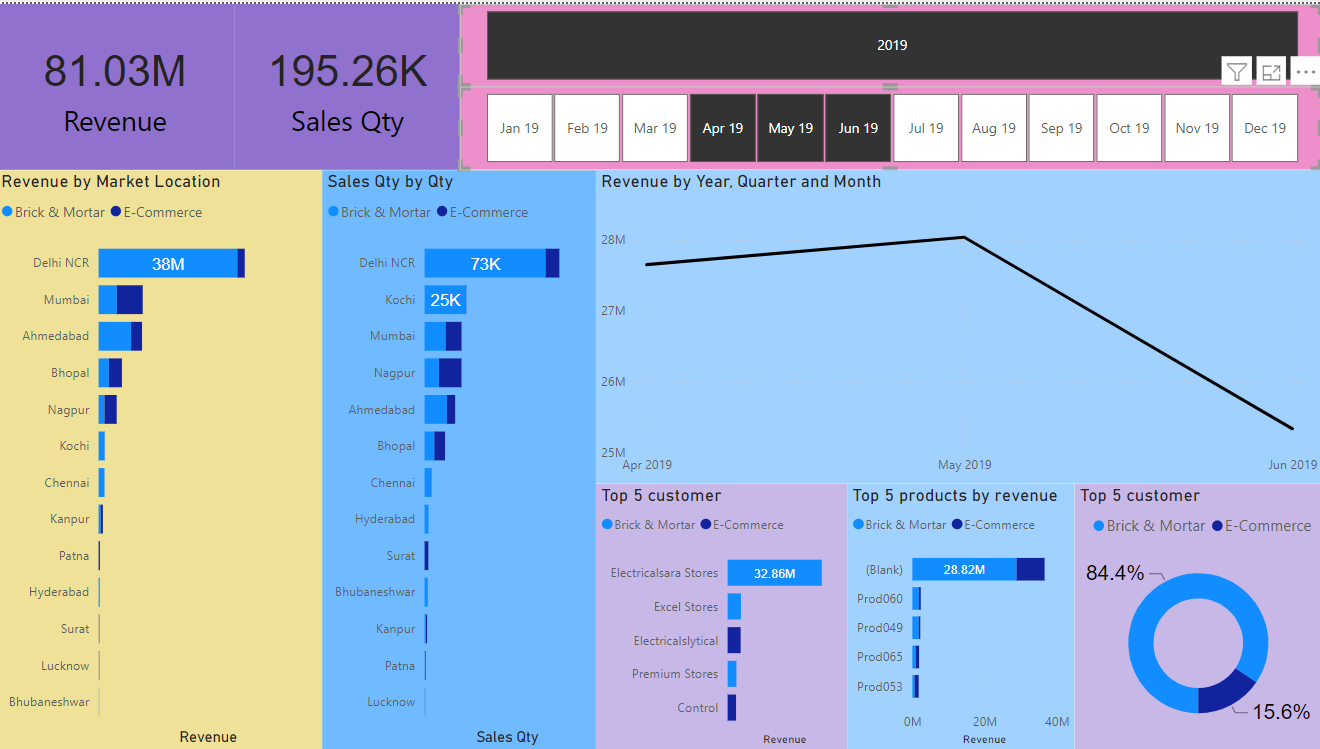 81.03M
Revenue
195.26K
Sales Qty
2019
Jan 19 Feb 19 Mar 19 Apr 19 May 19 Jun 19 Jul 19 Aug 19 Sep 19 Oct 19 Nov 19 Dec 19
Revenue by Market Location
Brick & Mortar E-Commerce
Delhi NCR 38M
Mumbai
Ahmedabad
Bhopal
Nagpur
Kochi
Chennai
Kanpur
Patna
Hyderabad
Surat
Lucknow
Bhubaneshwar
Revenue
Sales Qty by Qty
Brick & Mortar E-Commerce
Delhi NCR 73K
Kochi 25K
Mumbai
Nagpur
Ahmedabad
Bhopal
Chennai
Hyderabad
Surat
Bhubaneshwar
Kanpur
Patna
Lucknow
Sales Qty
Revenue by Year, Quarter and Month
28M
27M
26M
25M
Apr 2019 May 2019 Jun 2019
Top 5 customer
Brick & Mortar E-Commerce
Electricalsara Stores 32.86M
Excel Stores
Electricalslytical
Premium Stores
Control
Revenue
Top 5 products by revenue
Brick & Mortar E-Commerce
(Blank) 28.82M
Prod060
Prod049
Prod065
Prod053
0M 20M 40M
Revenue
Top 5 customer
Brick & Mortar E-Commerce
84.4%
15.6%